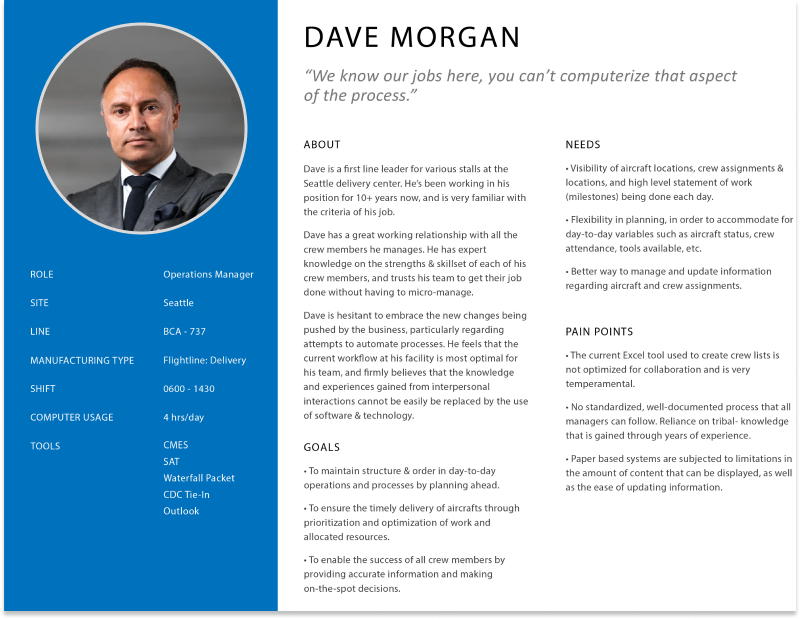 DAVE MORGAN
“We know our jobs here, you can’t computerize that aspect
of the process.”
ROLE Operations Manager
SITE Seattle
LINE BCA - 737
MANUFACTURING TYPE Flightline: Delivery
SHIFT 0600 - 1430
COMPUTER USAGE 4 hrs/day
TOOLS CMES
SAT
Waterfall Packet
CDC Tie-In
Outlook
ABOUT
Dave is a first line leader for various stalls at the
Seattle delivery center. He’s been working in his
position for 10+ years now, and is very familiar with
the criteria of his job.
Dave has a great working relationship with all the
crew members he manages. He has expert
knowledge on the strengths & skillset of each of his
crew members, and trusts his team to get their job
done without having to micro-manage.
Dave is hesitant to embrace the new changes being
pushed by the business, particularly regarding
attempts to automate processes. He feels that the
current workflow at his facility is most optimal for
his team, and firmly believes that the knowledge
and experiences gained from interpersonal
interactions cannot be easily be replaced by the use
of software & technology.
GOALS
• To maintain structure & order in day-to-day
operations and processes by planning ahead.
• To ensure the timely delivery of aircrafts through
prioritization and optimization of work and
allocated resources.
• To enable the success of all crew members by
providing accurate information and making
on-the-spot decisions.
NEEDS
• Visibility of aircraft locations, crew assignments &
locations, and high level statement of work
(milestones) being done each day.
• Flexibility in planning, in order to accommodate for
day-to-day variables such as aircraft status, crew
attendance, tools available, etc.
• Better way to manage and update information
regarding aircraft and crew assignments.
PAIN POINTS
• The current Excel tool used to create crew lists is
not optimized for collaboration and is very
temperamental.
• No standardized, well-documented process that all
managers can follow. Reliance on tribal- knowledge
that is gained through years of experience.
• Paper based systems are subjected to limitations in
the amount of content that can be displayed, as well
as the ease of updating information.